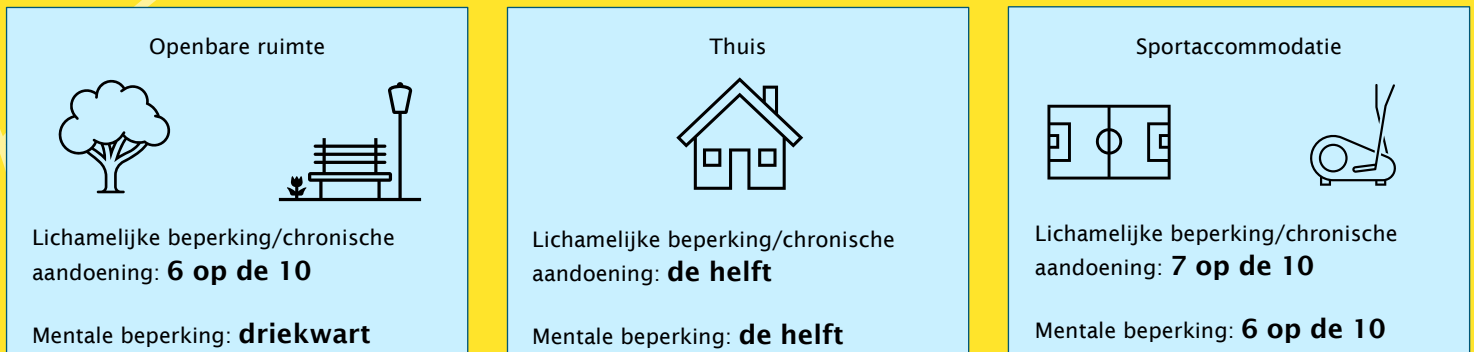 Openbare ruimte
Lichamelijke beperking/chronische
aandoening: 6 op de 10
Mentale beperking: driekwart
Thuis
Lichamelijke beperking/chronische
aandoening: de helft
Mentale beperking: de helft
Sportaccommodatie
Lichamelijke beperking/chronische
aandoening: 7 op de 10
Mentale beperking: 6 op de 10